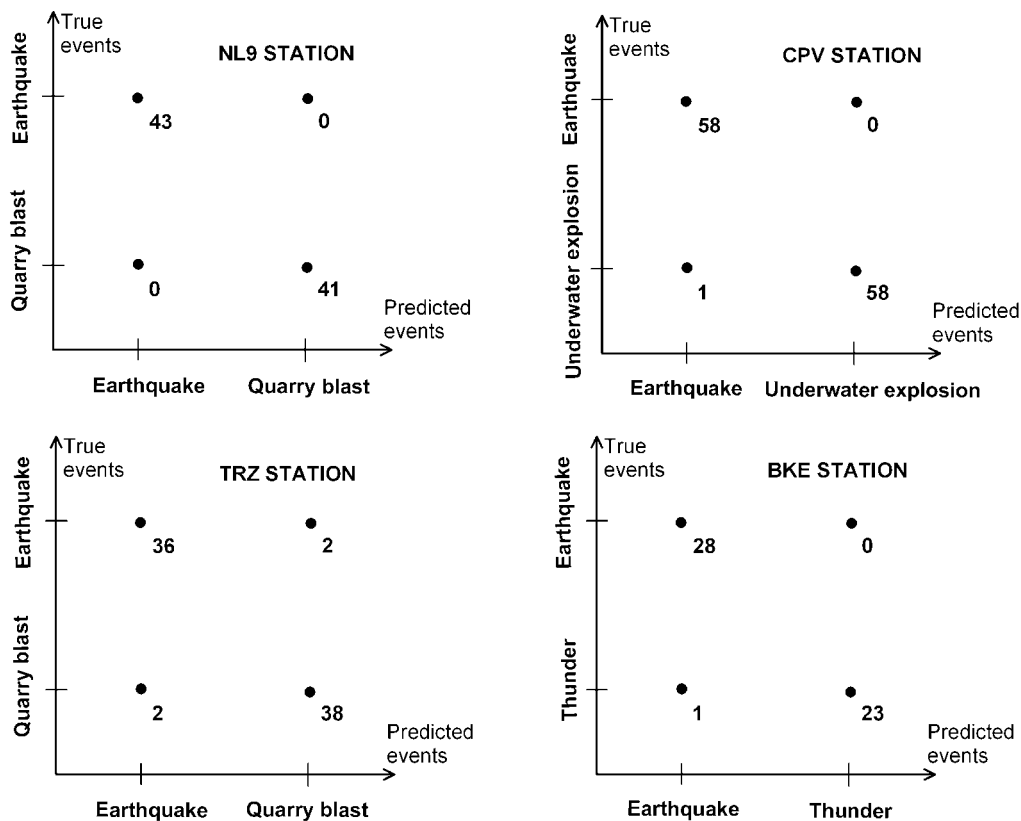 True
events
NL9 STATION
Earthquake
Quarry blast
43
0
0
41
Predicted
events
Earthquake
Quarry blast
True
events
CPV STATION
Earthquake
Underwater explosion
58
0
1
58
Predicted
events
Earthquake
Underwater explosion
True
events
TRZ STATION
Earthquake
Quarry blast
36
2
2
38
Predicted
events
Earthquake
Quarry blast
True
events
BKE STATION
Earthquake
Thunder
28
0
1
23
Predicted
events
Earthquake
Thunder